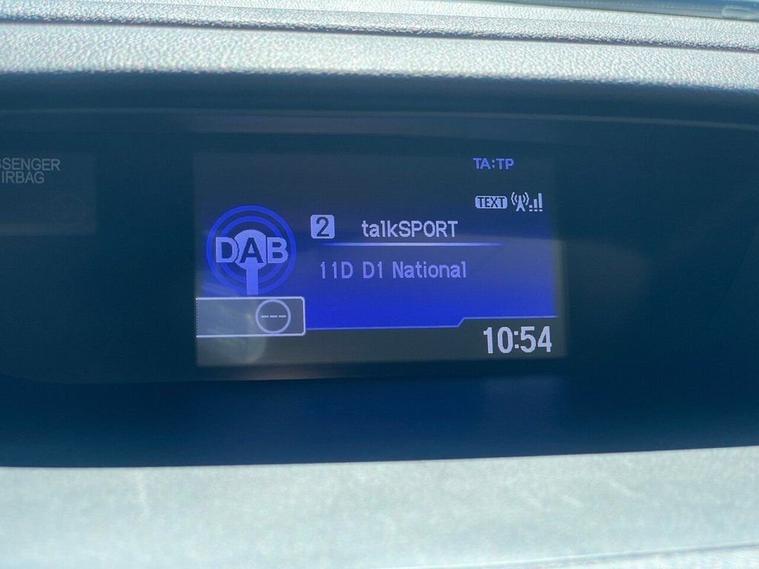 SSENGER
IRBAG
TA:TP
TEXT
DAB
2 talkSPORT
11D D1 National
---
10:54